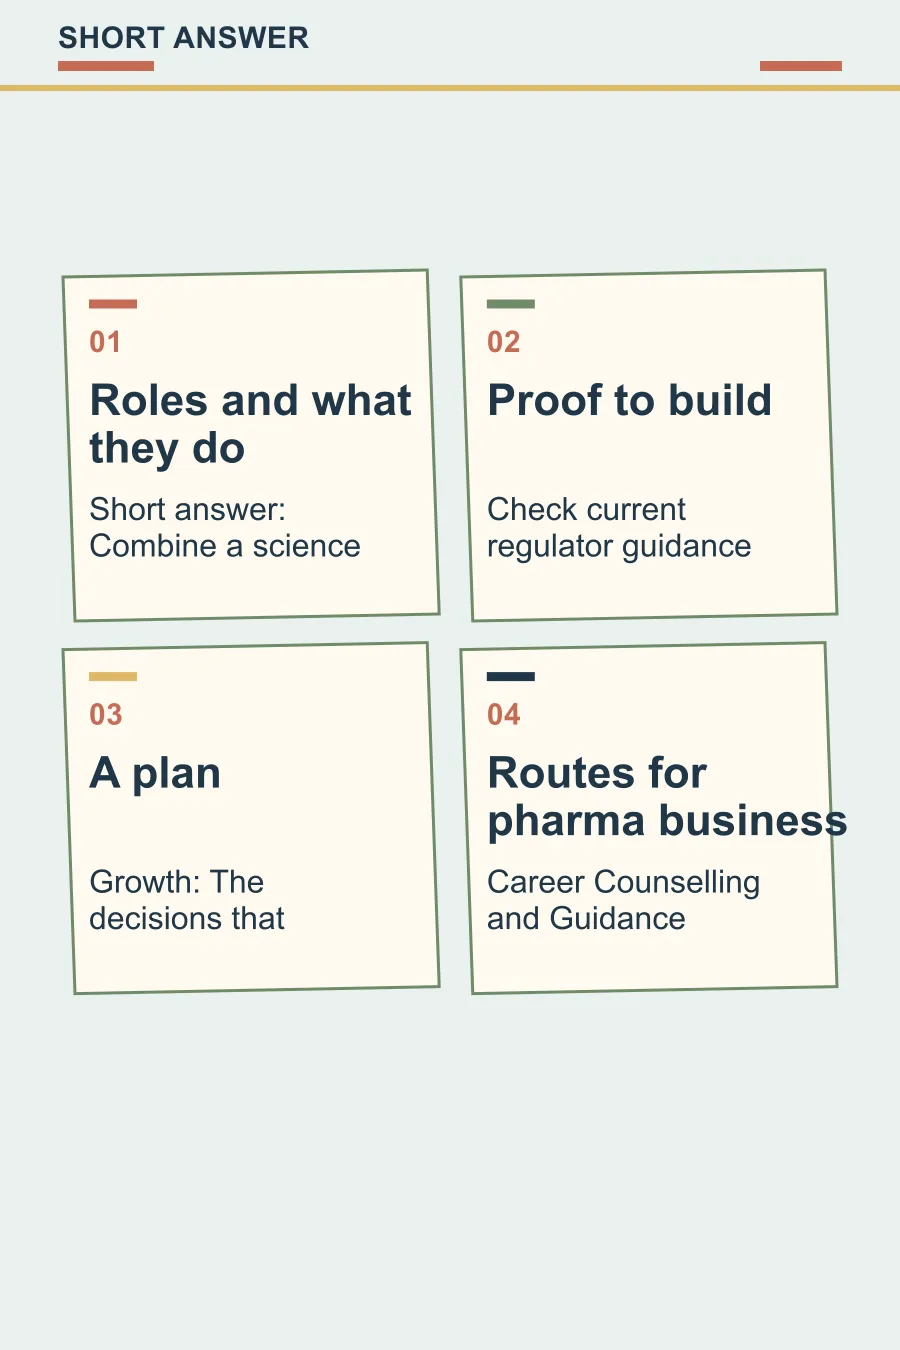 SHORT ANSWER
01
Roles and what
they do
Short answer:
Combine a science
02
Proof to build
Check current
regulator guidance
03
A plan
Growth: The
decisions that
04
Routes for
pharma business
Career Counselling
and Guidance